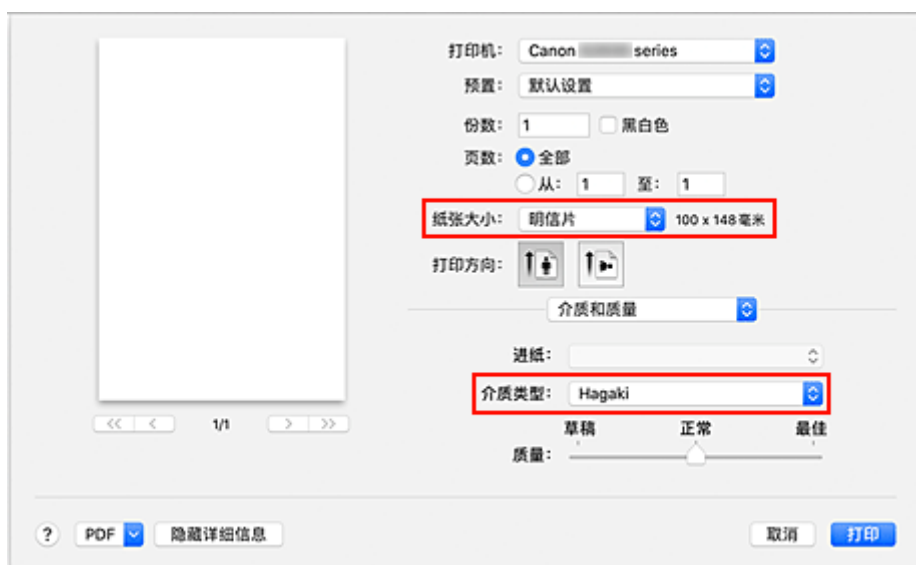 打印机: Canon series
预置: 默认设置
份数: 1 黑白色
页数: 全部
从: 1 至: 1
纸张大小: 明信片 100 x 148 毫米
打印方向:
介质和质量
进纸:
介质类型: Hagaki
草稿 正常 最佳
质量:
<< < 1/1 > >>
? PDF 隐藏详细信息 取消 打印